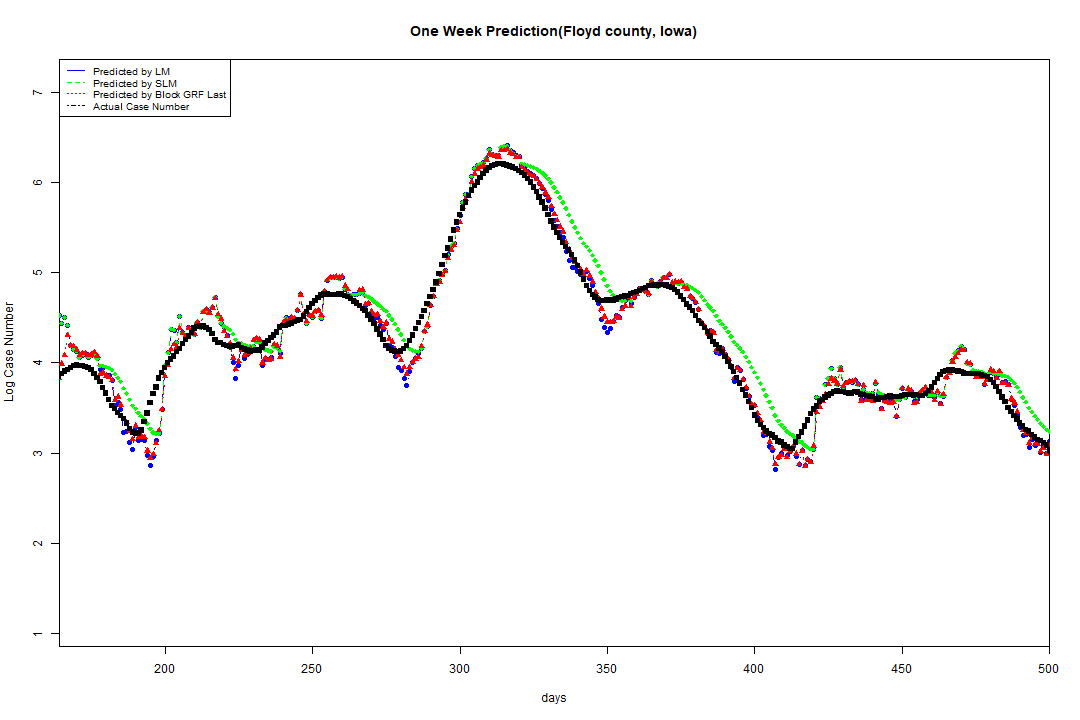 One Week Prediction(Floyd county, Iowa)
Predicted by LM
Predicted by SLM
Predicted by Block GRF Last
Actual Case Number
7
6
5
4
3
2
1
Log Case Number
200 250 300 350 400 450 500
days